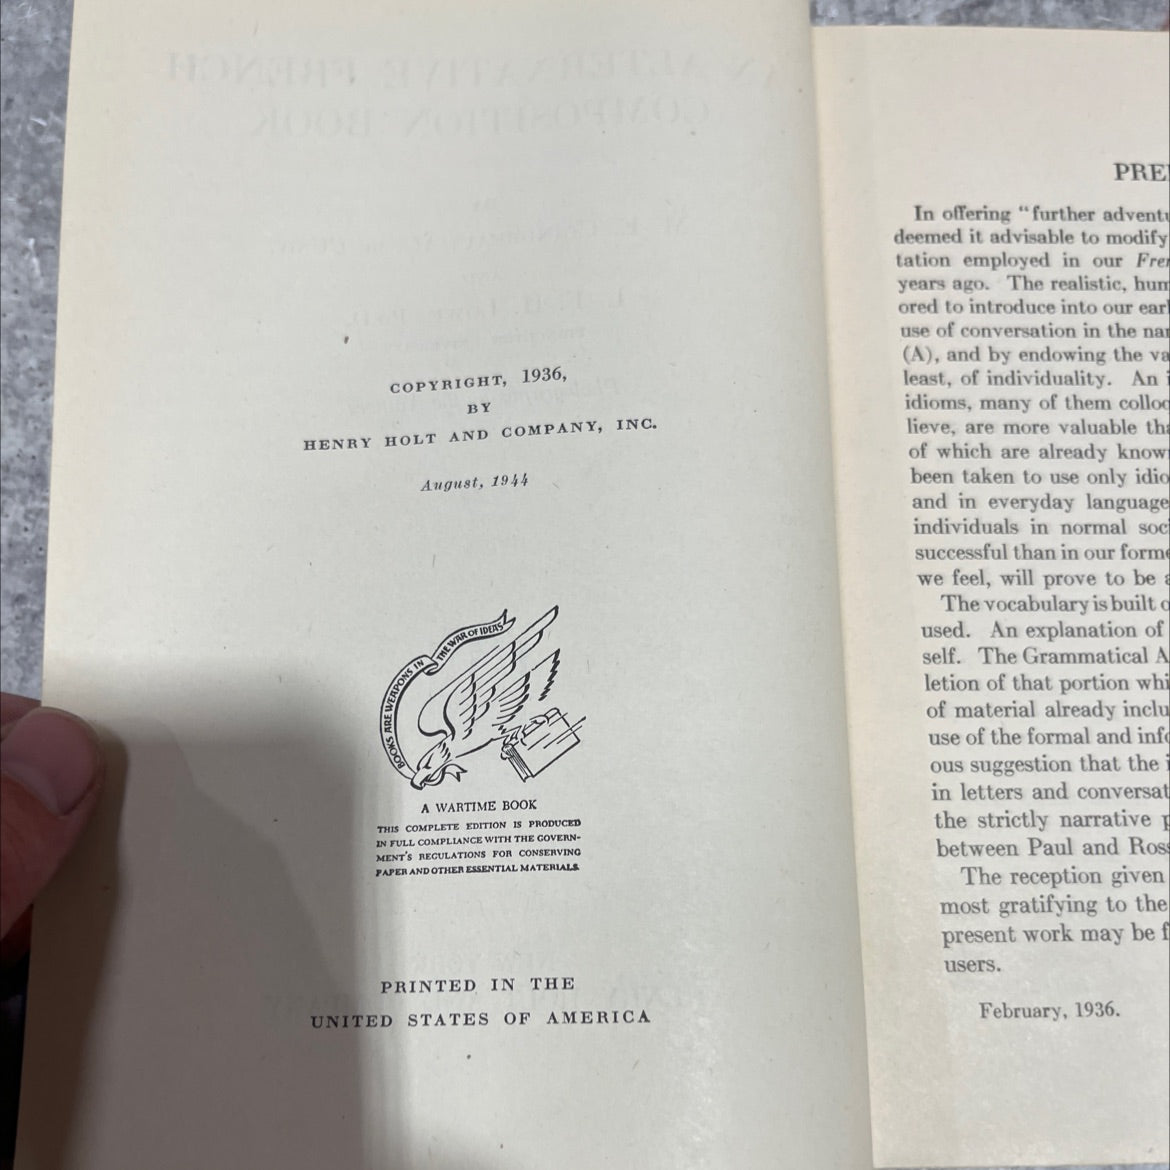 COPYRIGHT, 1936,
BY
HENRY HOLT AND COMPANY, INC.
August, 1944
BOOKS ARE WEAPONS IN THE WAR OF IDEAS
A WARTIME BOOK
THIS COMPLETE EDITION IS PRODUCED
IN FULL COMPLIANCE WITH THE GOVERN-
MENT'S REGULATIONS FOR CONSERVING
PAPER AND OTHER ESSENTIAL MATERIALS.
PRINTED IN THE
UNITED STATES OF AMERICA
PRE
In offering "further advent
deemed it advisable to modify
tation employed in our Fre
years ago. The realistic, hum
ored to introduce into our ear
use of conversation in the na
(A), and by endowing the va
least, of individuality. An i
idioms, many of them colloq
lieve, are more valuable tha
of which are already know
been taken to use only idio
and in everyday language
individuals in normal soc
successful than in our forme
we feel, will prove to be a
The vocabulary is built o
used. An explanation of
self. The Grammatical A
letion of that portion whi
of material already inclu
use of the formal and info
ous suggestion that the i
in letters and conversat
the strictly narrative p
between Paul and Ross
The reception given
most gratifying to the
present work may be f
users.
February, 1936.